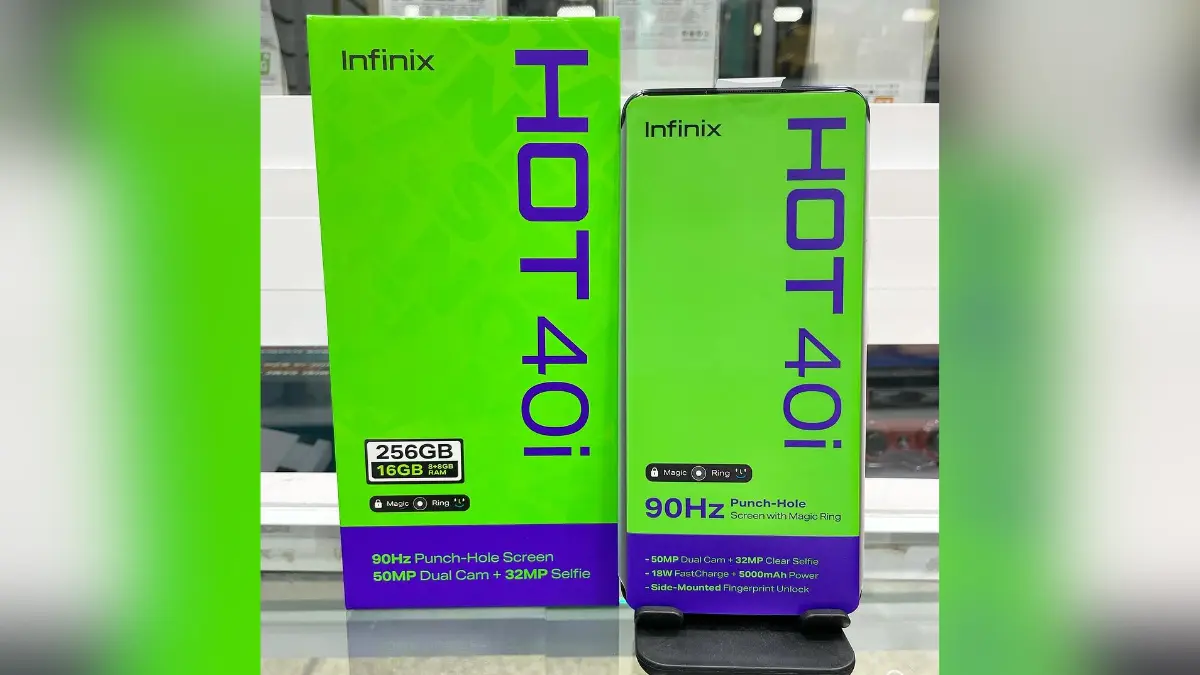 Infinix
HOT 40i
256GB
16GB 8+8GB RAM
Magic Ring
90Hz Punch-Hole Screen
50MP Dual Cam + 32MP Selfie
Infinix
HOT 40i
Magic Ring
90Hz Punch-Hole
Screen with Magic Ring
- 50MP Dual Cam + 32MP Clear Selfie
- 18W FastCharge + 5000mAh Power
- Side-Mounted Fingerprint Unlock